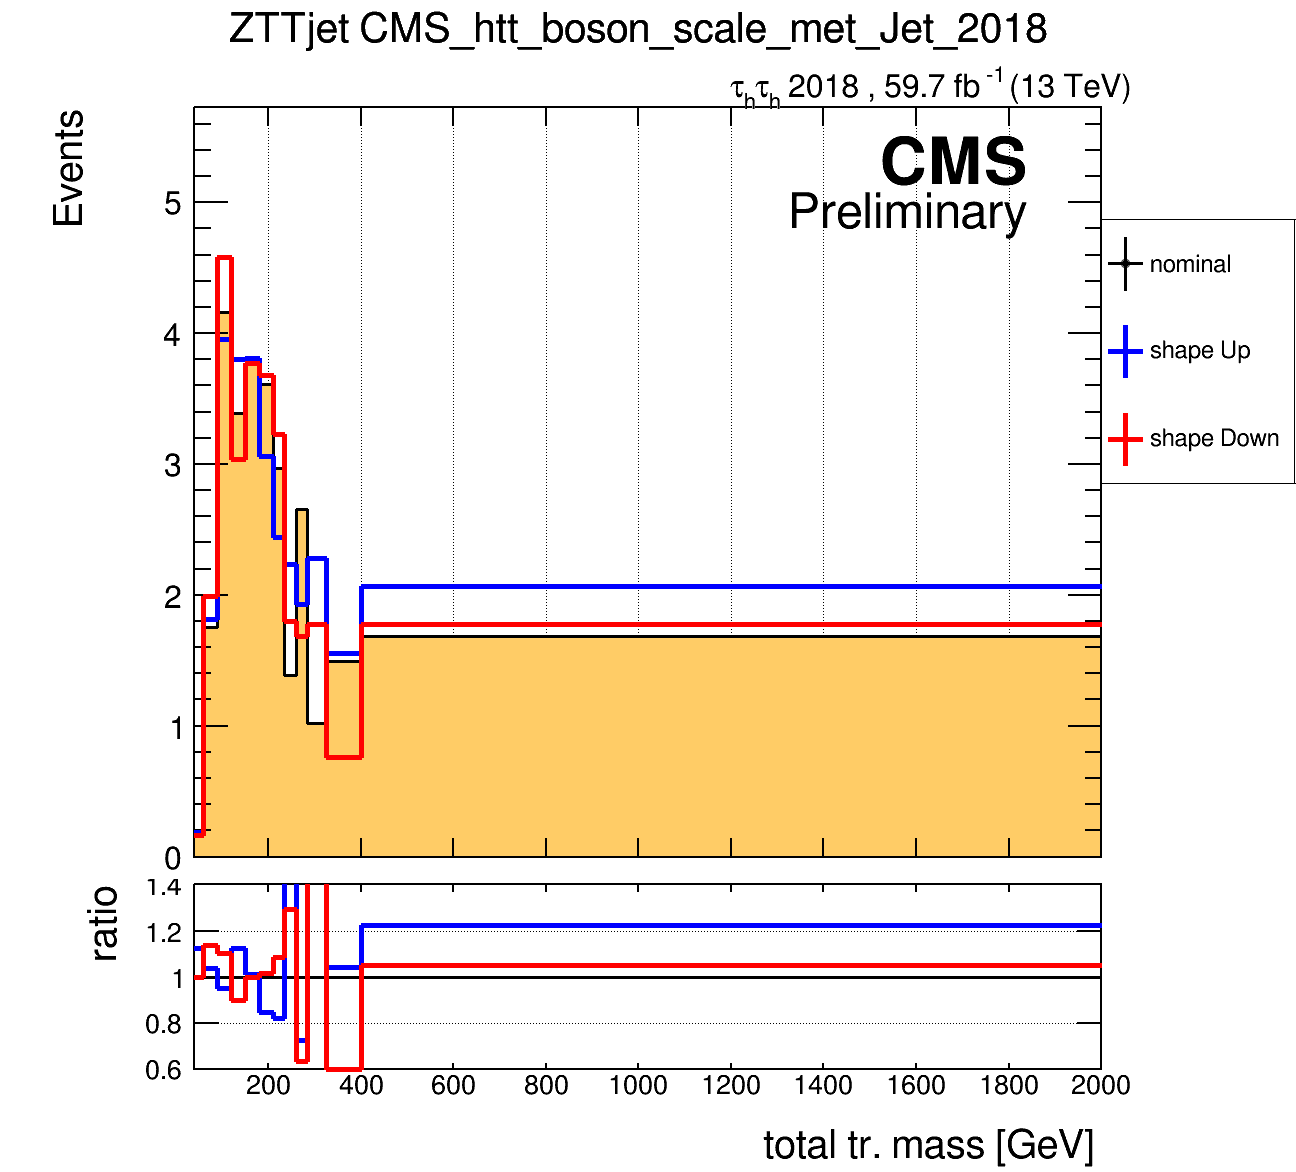 ZTTjet CMS_htt_boson_scale_met_Jet_2018
τhτh 2018 , 59.7 fb-1 (13 TeV)
Events
CMS
Preliminary
5
4
3
2
1
0
nominal
shape Up
shape Down
ratio
1.4
1.2
1
0.8
0.6
200 400 600 800 1000 1200 1400 1600 1800 2000
total tr. mass [GeV]